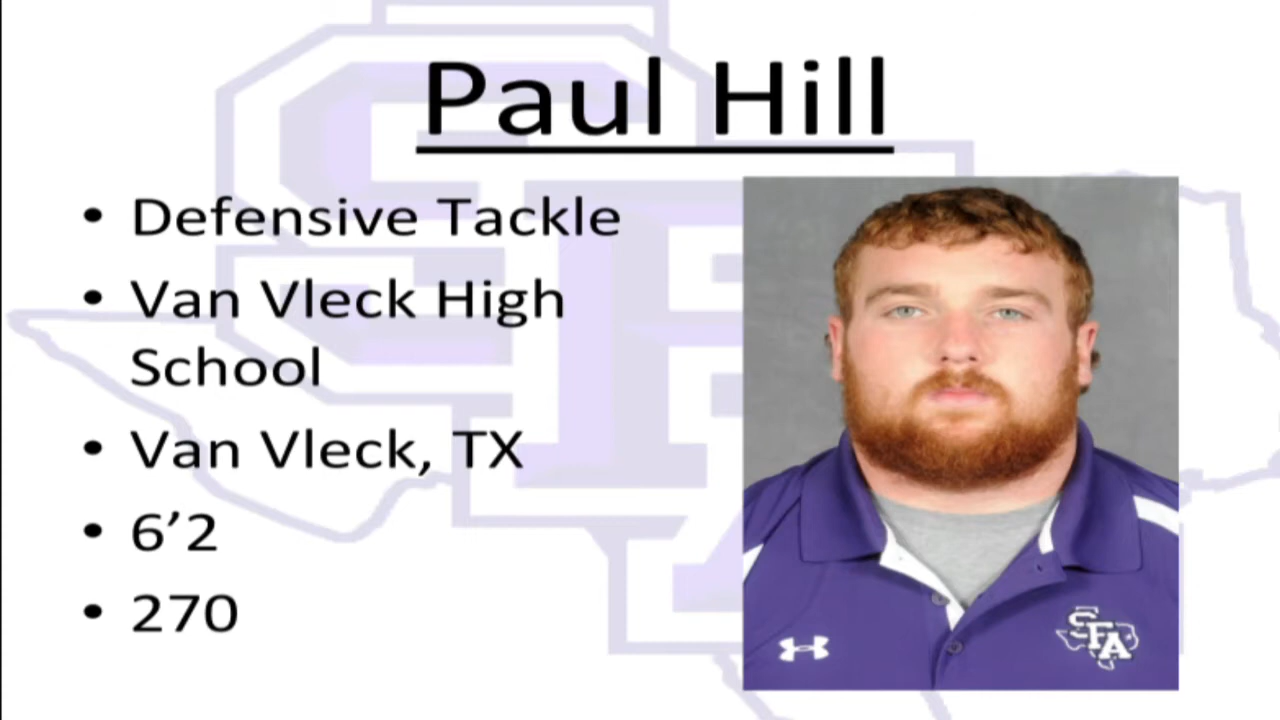 Paul Hill
• Defensive Tackle
• Van Vleck High
School
• Van Vleck, TX
• 6’2
• 270
SFA